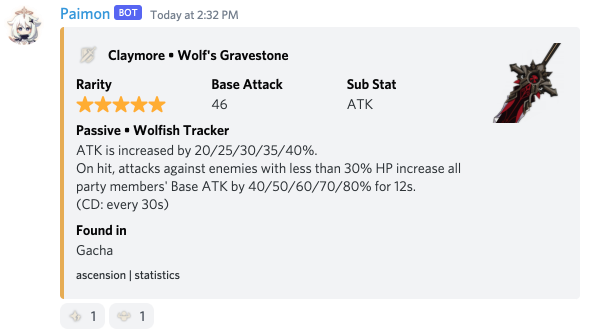 Paimon BOT Today at 2:32 PM
Claymore • Wolf's Gravestone
Rarity Base Attack Sub Stat
46 ATK
Passive • Wolfish Tracker
ATK is increased by 20/25/30/35/40%.
On hit, attacks against enemies with less than 30% HP increase all
party members' Base ATK by 40/50/60/70/80% for 12s.
(CD: every 30s)
Found in
Gacha
ascension | statistics
1 1